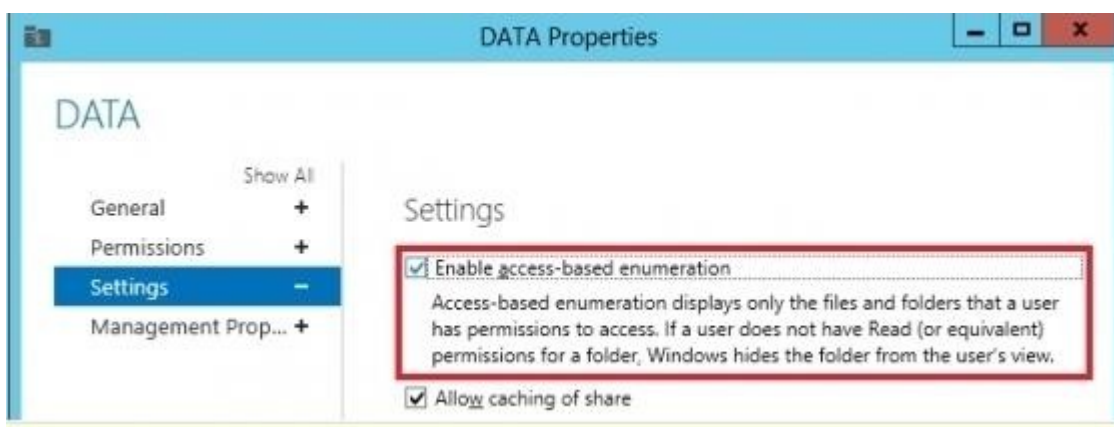 DATA Properties
DATA
Show All
General +
Permissions +
Settings −
Management Prop... +
Settings
Enable access-based enumeration
Access-based enumeration displays only the files and folders that a user
has permissions to access. If a user does not have Read (or equivalent)
permissions for a folder, Windows hides the folder from the user's view.
Allow caching of share